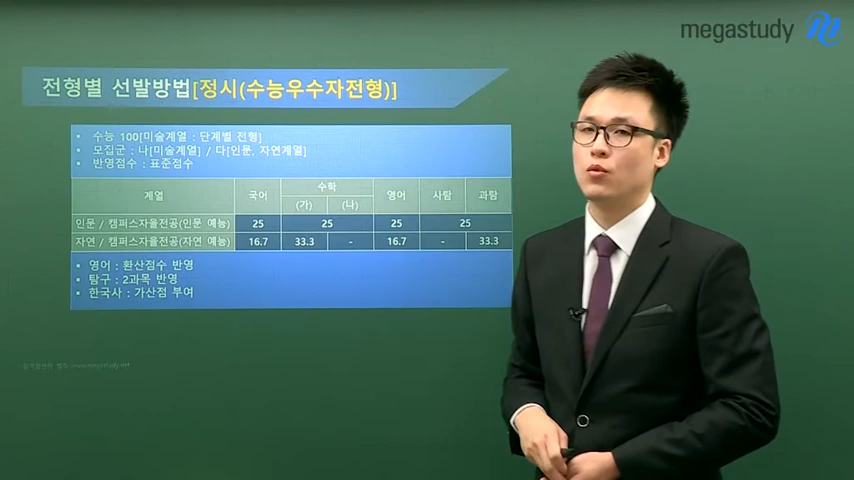 megastudy
전형별 선발방법[정시(수능우수자전형)]
• 수능 100[미술계열 : 단계별 전형]
• 모집군 : 나[미술계열] / 다[인문, 자연계열]
• 반영점수 : 표준점수
계열 국어 수학 영어 사탐 과탐
(가) (나)
인문 / 캠퍼스자율전공(인문 예능) 25 25 25 25
자연 / 캠퍼스자율전공(자연 예능) 16.7 33.3 - 16.7 - 33.3
• 영어 : 환산점수 반영
• 탐구 : 2과목 반영
• 한국사 : 가산점 부여
www.megastudy.net